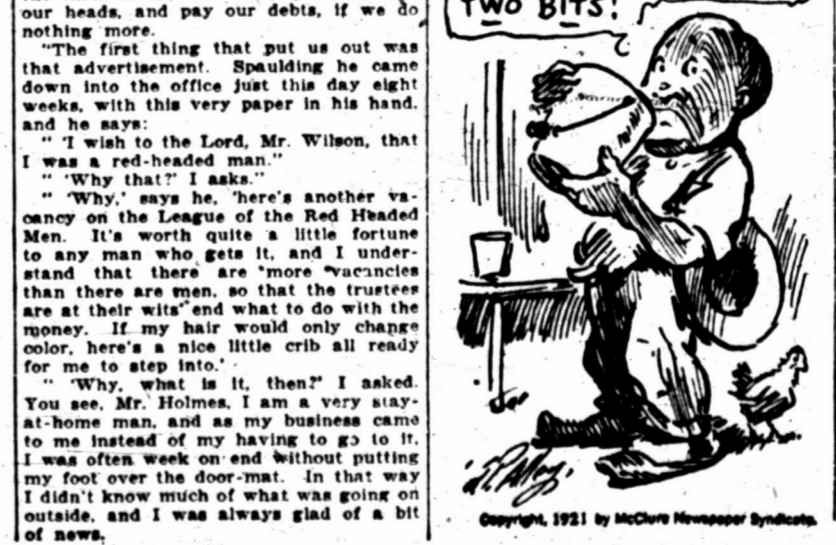 our heads, and pay our debts, if we do
nothing more.
"The first thing that put us out was
that advertisement. Spaulding he came
down into the office just this day eight
weeks, with this very paper in his hand,
and he says:
" 'I wish to the Lord, Mr. Wilson, that
I was a red-headed man."
" 'Why that?' I asks."
" 'Why,' says he, 'here's another va-
cancy on the League of the Red Headed
Men. It's worth quite a little fortune
to any man who gets it, and I under-
stand that there are more vacancies
than there are men, so that the trustees
are at their wits' end what to do with the
money. If my hair would only change
color, here's a nice little crib all ready
for me to step into.'
" 'Why, what is it, then?' I asked.
You see, Mr. Holmes, I am a very stay-
at-home man, and as my business came
to me instead of my having to go to it,
I was often week on end without putting
my foot over the door-mat. In that way
I didn't know much of what was going on
outside, and I was always glad of a bit
of news.
TWO BITS!
Copyright, 1921 by McClure Newspaper Syndicate.